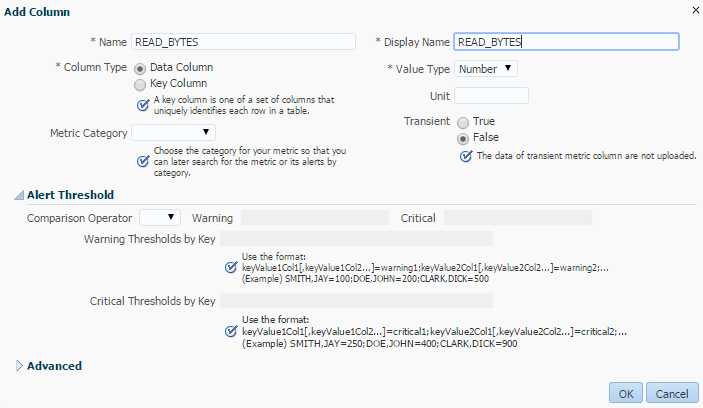 Add Column
* Name READ_BYTES * Display Name READ_BYTES
* Column Type Data Column * Value Type Number
Key Column Unit
A key column is one of a set of columns that
uniquely identifies each row in a table.
Transient True
False
Metric Category
The data of transient metric column are not uploaded.
Choose the category for your metric so that you
can later search for the metric or its alerts by
category.
Alert Threshold
Comparison Operator Warning Critical
Warning Thresholds by Key
Use the format:
keyValue1Col1[,keyValue1Col2...]=warning1;keyValue2Col1[,keyValue2Col2...]=warning2;...
(Example) SMITH,JAY=100;DOE,JOHN=200;CLARK,DICK=500
Critical Thresholds by Key
Use the format:
keyValue1Col1[,keyValue1Col2...]=critical1;keyValue2Col1[,keyValue2Col2...]=critical2;...
(Example) SMITH,JAY=250;DOE,JOHN=400;CLARK,DICK=900
Advanced
OK Cancel